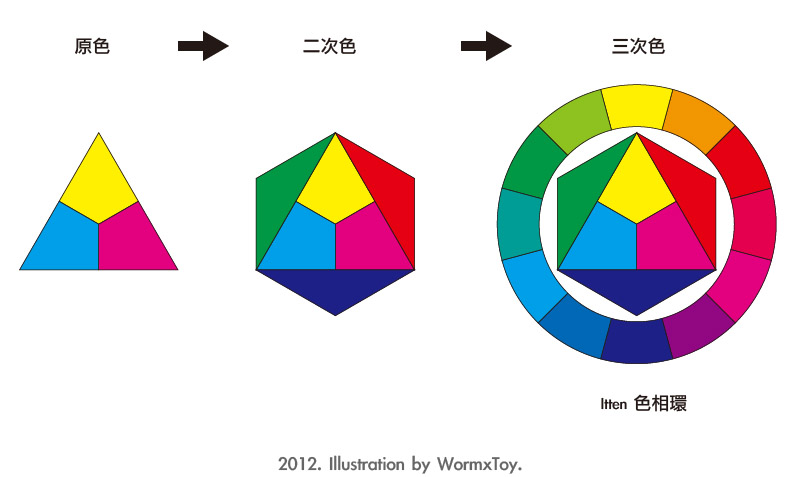 原色
二次色
三次色
Itten 色相環
2012. Illustration by WormxToy.